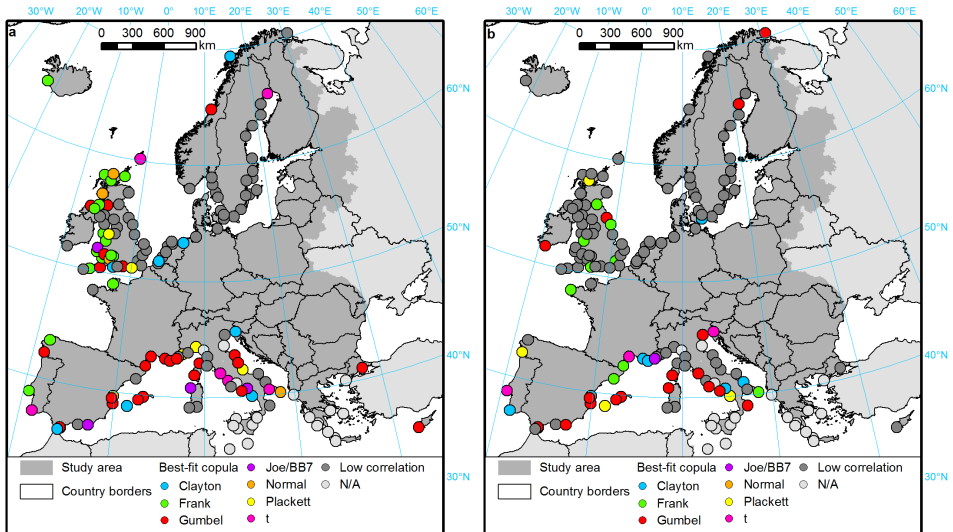 30°W 20°W 10°W 0° 10°E 20°E 30°E 40°E 50°E 60°E
a
0 300 600 900
km
60°N
50°N
40°N
30°N
Study area
Country borders
Best-fit copula
Clayton
Frank
Gumbel
Joe/BB7
Normal
Plackett
t
Low correlation
N/A
30°W 20°W 10°W 0° 10°E 20°E 30°E 40°E 50°E 60°E
b
0 300 600 900
km
60°N
50°N
40°N
30°N
Study area
Country borders
Best-fit copula
Clayton
Frank
Gumbel
Joe/BB7
Normal
Plackett
t
Low correlation
N/A